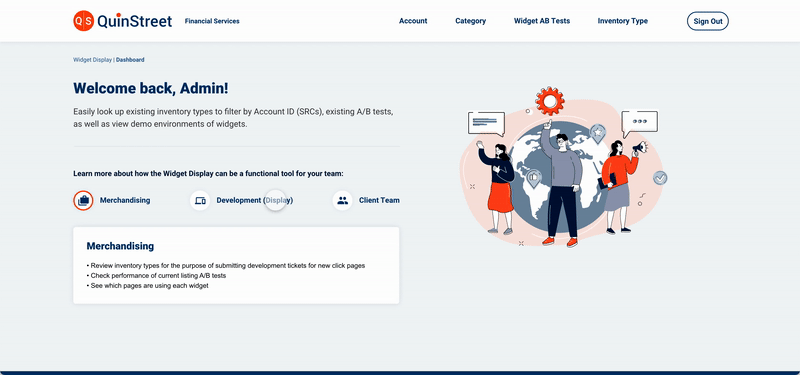 QS QuinStreet
Financial Services
Account
Category
Widget AB Tests
Inventory Type
Sign Out
Widget Display | Dashboard
Welcome back, Admin!
Easily look up existing inventory types to filter by Account ID (SRCs), existing A/B tests,
as well as view demo environments of widgets.
Learn more about how the Widget Display can be a functional tool for your team:
Merchandising
Development (Display)
Client Team
Merchandising
• Review inventory types for the purpose of submitting development tickets for new click pages
• Check performance of current listing A/B tests
• See which pages are using each widget